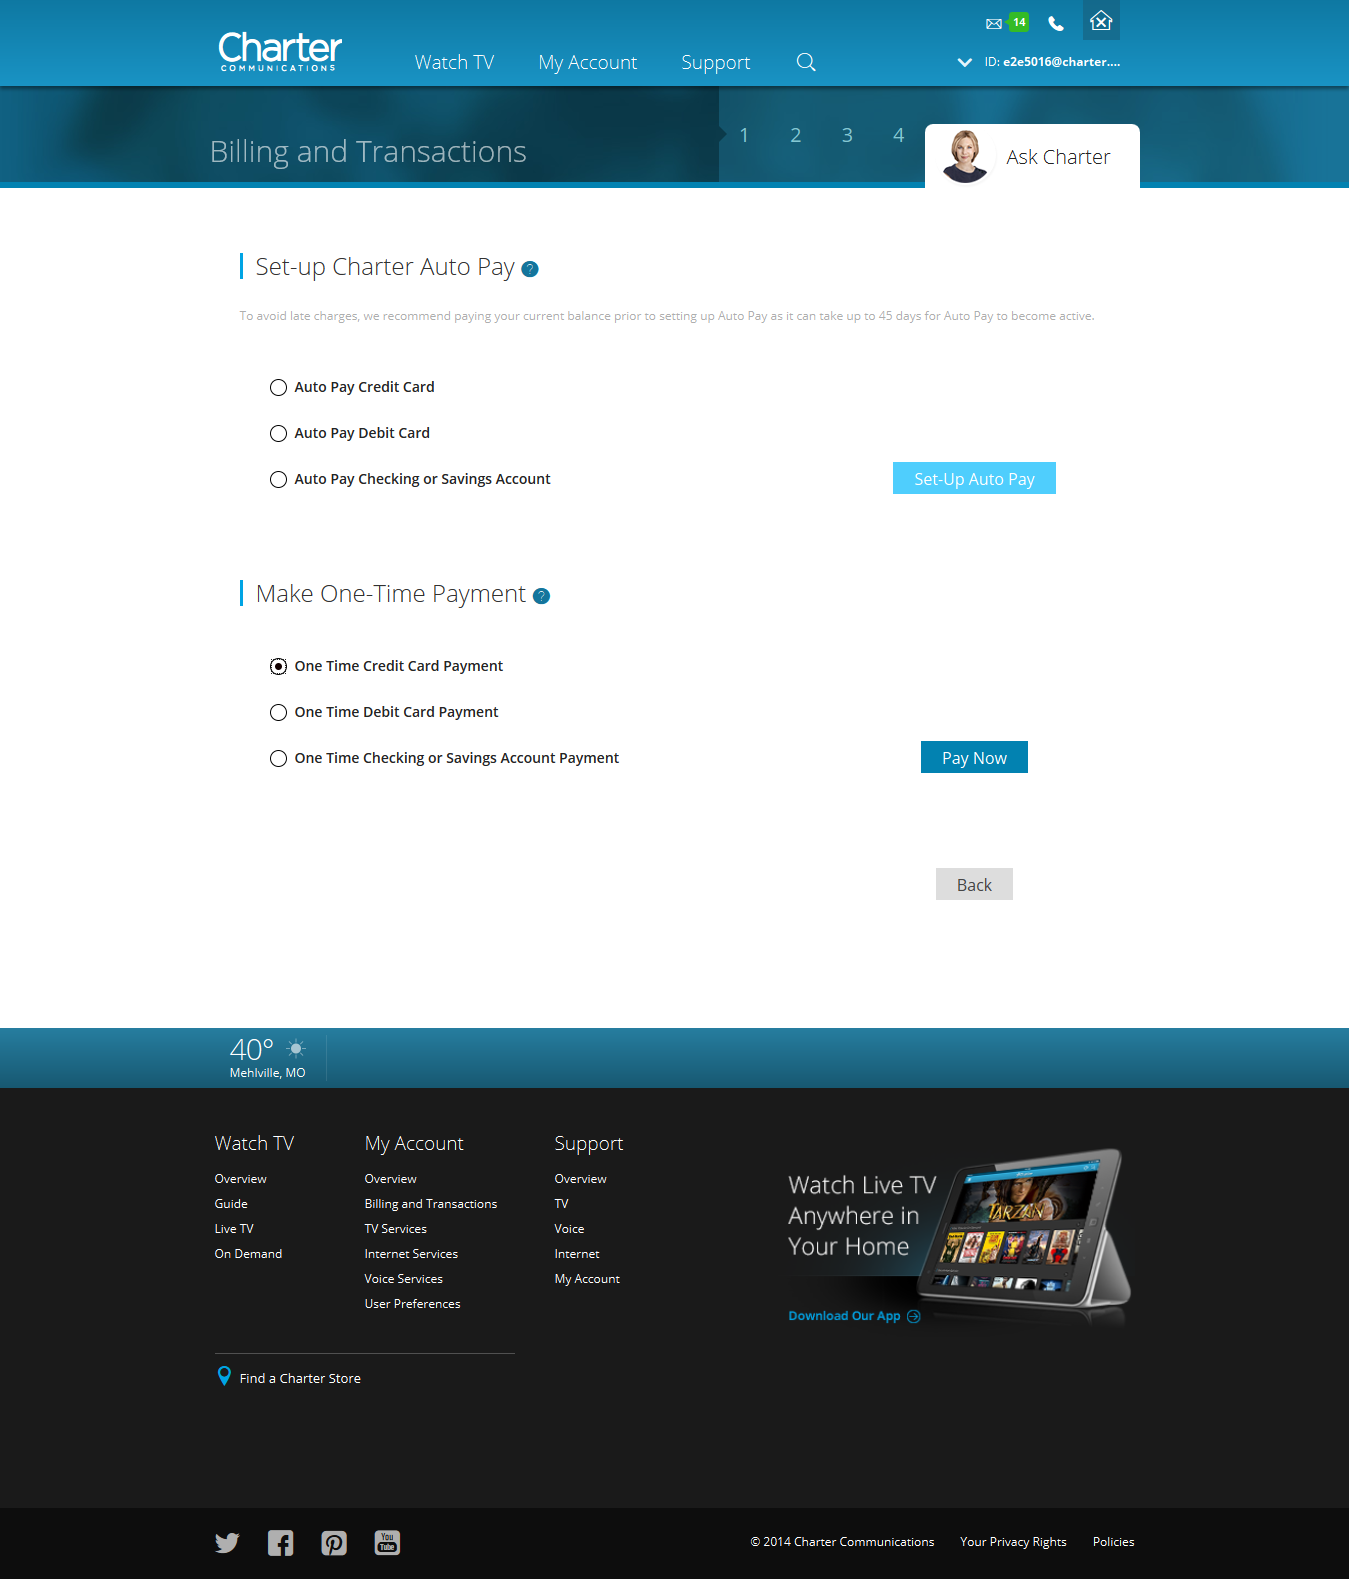 14
Charter
COMMUNICATIONS
Watch TV My Account Support
ID: e2e5016@charter....
Billing and Transactions
1 2 3 4
Ask Charter
Set-up Charter Auto Pay ?
To avoid late charges, we recommend paying your current balance prior to setting up Auto Pay as it can take up to 45 days for Auto Pay to become active.
Auto Pay Credit Card
Auto Pay Debit Card
Auto Pay Checking or Savings Account
Set-Up Auto Pay
Make One-Time Payment ?
One Time Credit Card Payment
One Time Debit Card Payment
One Time Checking or Savings Account Payment
Pay Now
Back
40°
Mehlville, MO
Watch TV
Overview
Guide
Live TV
On Demand
My Account
Overview
Billing and Transactions
TV Services
Internet Services
Voice Services
User Preferences
Support
Overview
TV
Voice
Internet
My Account
Watch Live TV
Anywhere in
Your Home
TARZAN
Download Our App
Find a Charter Store
You
Tube
© 2014 Charter Communications Your Privacy Rights Policies